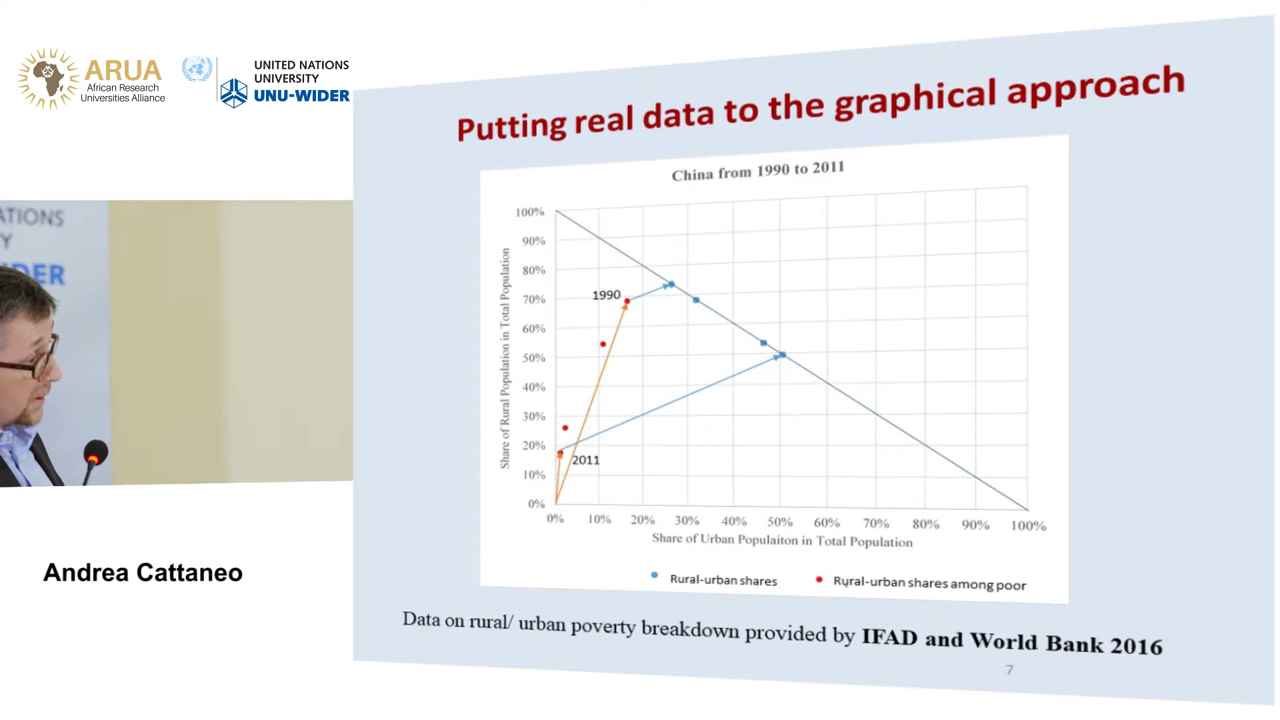 ARUA
African Research
Universities Alliance
UNITED NATIONS
UNIVERSITY
UNU-WIDER
Putting real data to the graphical approach
China from 1990 to 2011
Share of Rural Population in Total Population
100%
90%
80%
70%
60%
50%
40%
30%
20%
10%
0%
1990
2011
0% 10% 20% 30% 40% 50% 60% 70% 80% 90% 100%
Share of Urban Populaiton in Total Population
Rural-urban shares
Rural-urban shares among poor
Data on rural/ urban poverty breakdown provided by IFAD and World Bank 2016
7
ATIONS
Y
DER
Andrea Cattaneo